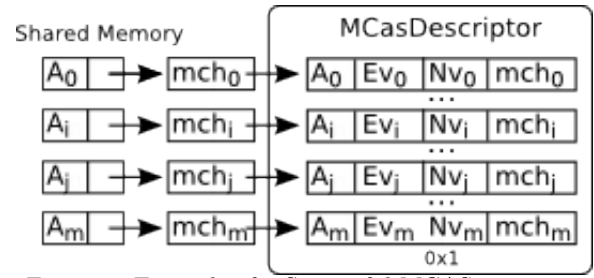 Shared Memory
MCasDescriptor
A0 mch0 A0 Ev0 Nv0 mch0
...
Ai mchi Ai Evi Nvi mchi
...
Aj mchj Aj Evj Nvj mchj
...
Am mchm Am Evm Nvm mchm
0x1